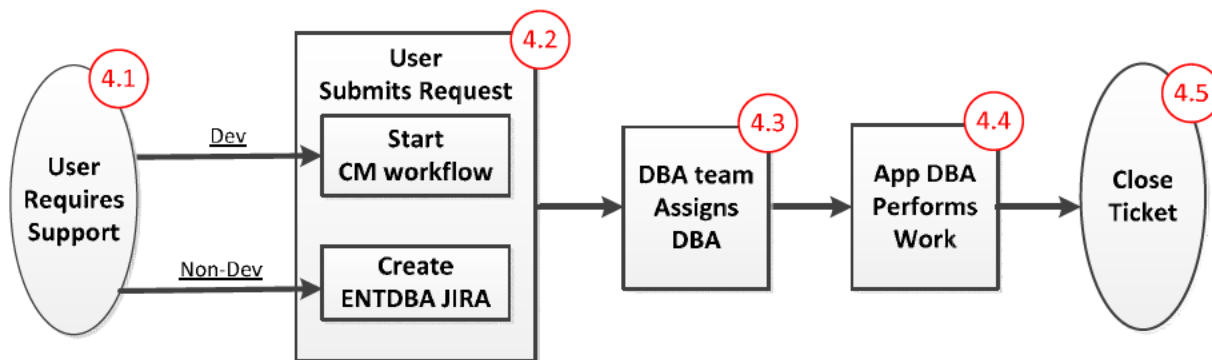 4.1
User
Requires
Support
Dev
Non-Dev
4.2
User
Submits Request
Start
CM workflow
Create
ENTDBA JIRA
4.3
DBA team
Assigns
DBA
4.4
App DBA
Performs
Work
4.5
Close
Ticket